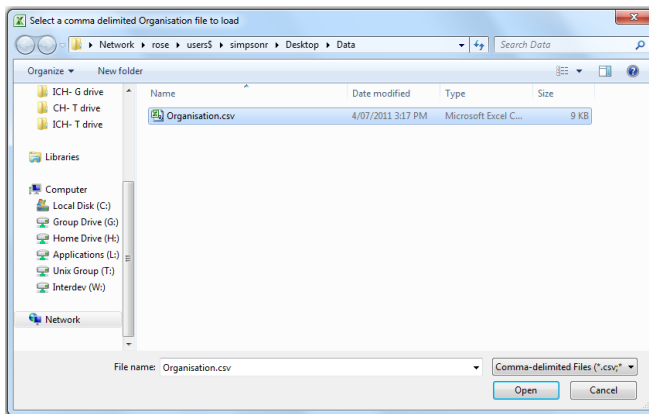 Select a comma delimited Organisation file to load
Network rose users$ simpsonr Desktop Data
Search Data
Organize New folder
Name Date modified Type Size
ICH- G drive
CH- T drive
ICH- T drive
Libraries
Computer
Local Disk (C:)
Group Drive (G:)
Home Drive (H:)
Applications (L:)
Unix Group (T:)
Interdev (W:)
Network
Organisation.csv 4/07/2011 3:17 PM Microsoft Excel C... 9 KB
File name: Organisation.csv Comma-delimited Files (*.csv;*
Open Cancel